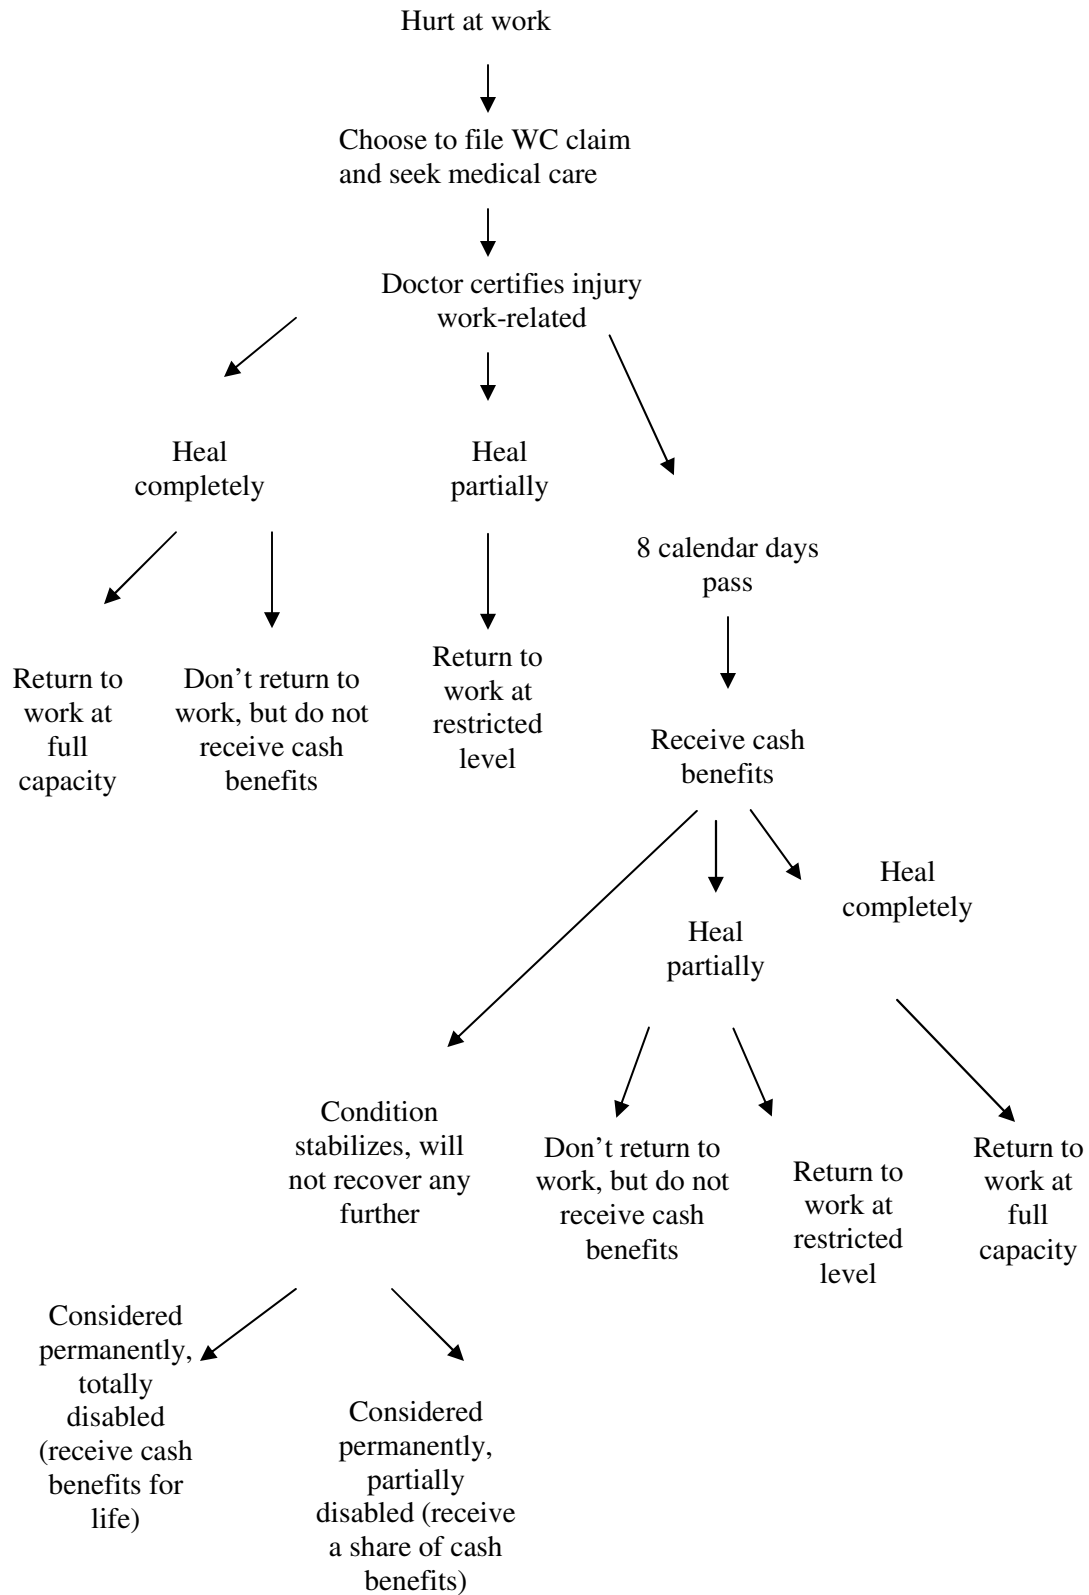 Hurt at work
Choose to file WC claim
and seek medical care
Doctor certifies injury
work-related
Heal
completely
Heal
partially
8 calendar days
pass
Return to
work at
full
capacity
Don’t return to
work, but do not
receive cash
benefits
Return to
work at
restricted
level
Receive cash
benefits
Heal
completely
Heal
partially
Condition
stabilizes, will
not recover any
further
Don’t return to
work, but do not
receive cash
benefits
Return to
work at
restricted
level
Return to
work at
full
capacity
Considered
permanently,
totally
disabled
(receive cash
benefits for
life)
Considered
permanently,
partially
disabled (receive
a share of cash
benefits)